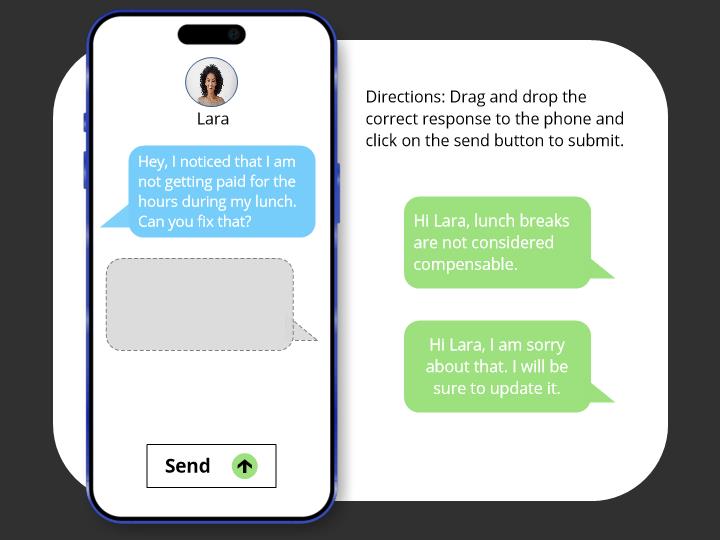 Lara
Hey, I noticed that I am
not getting paid for the
hours during my lunch.
Can you fix that?
Send
Directions: Drag and drop the
correct response to the phone and
click on the send button to submit.
Hi Lara, lunch breaks
are not considered
compensable.
Hi Lara, I am sorry
about that. I will be
sure to update it.